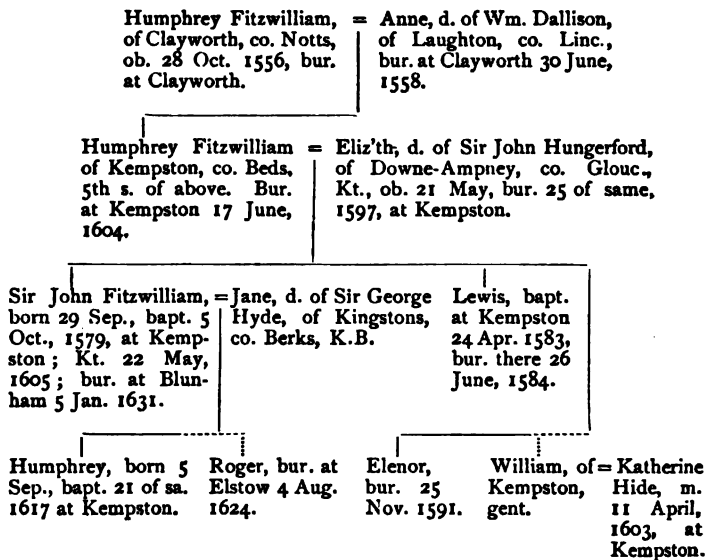 Humphrey Fitzwilliam, = Anne, d. of Wm. Dallison,
of Clayworth, co. Notts, of Laughton, co. Linc.,
ob. 28 Oct. 1556, bur. bur. at Clayworth 30 June,
at Clayworth. 1558.
Humphrey Fitzwilliam = Eliz'th, d. of Sir John Hungerford,
of Kempston, co. Beds, of Downe-Ampney, co. Glouc.,
5th s. of above. Bur. Kt., ob. 21 May, bur. 25 of same,
at Kempston 17 June, 1597, at Kempston.
1604.
Sir John Fitzwilliam, = Jane, d. of Sir George
born 29 Sep., bapt. 5 Hyde, of Kingstons,
Oct., 1579, at Kemp- co. Berks, K.B.
ston; Kt. 22 May,
1605; bur. at Blun-
ham 5 Jan. 1631.
Lewis, bapt.
at Kempston
24 Apr. 1583,
bur. there 26
June, 1584.
Humphrey, born 5
Sep., bapt. 21 of sa.
1617 at Kempston.
Roger, bur. at
Elstow 4 Aug.
1624.
Elenor,
bur. 25
Nov. 1591.
William, of = Katherine
Kempston, Hide, m.
gent. 11 April,
1603, at
Kempston.